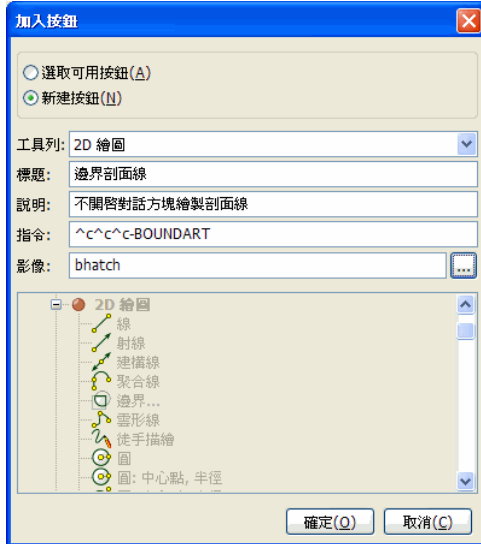 加入按鈕
選取可用按鈕(A)
新建按鈕(N)
工具列: 2D 繪圖
標題: 邊界剖面線
說明: 不開啓對話方塊繪製剖面線
指令: ^c^c^c-BOUNDART
影像: bhatch ...
2D 繪圖
線
射線
建構線
聚合線
邊界...
雲形線
徒手描繪
圓
圓: 中心點, 半徑
確定(O) 取消(C)